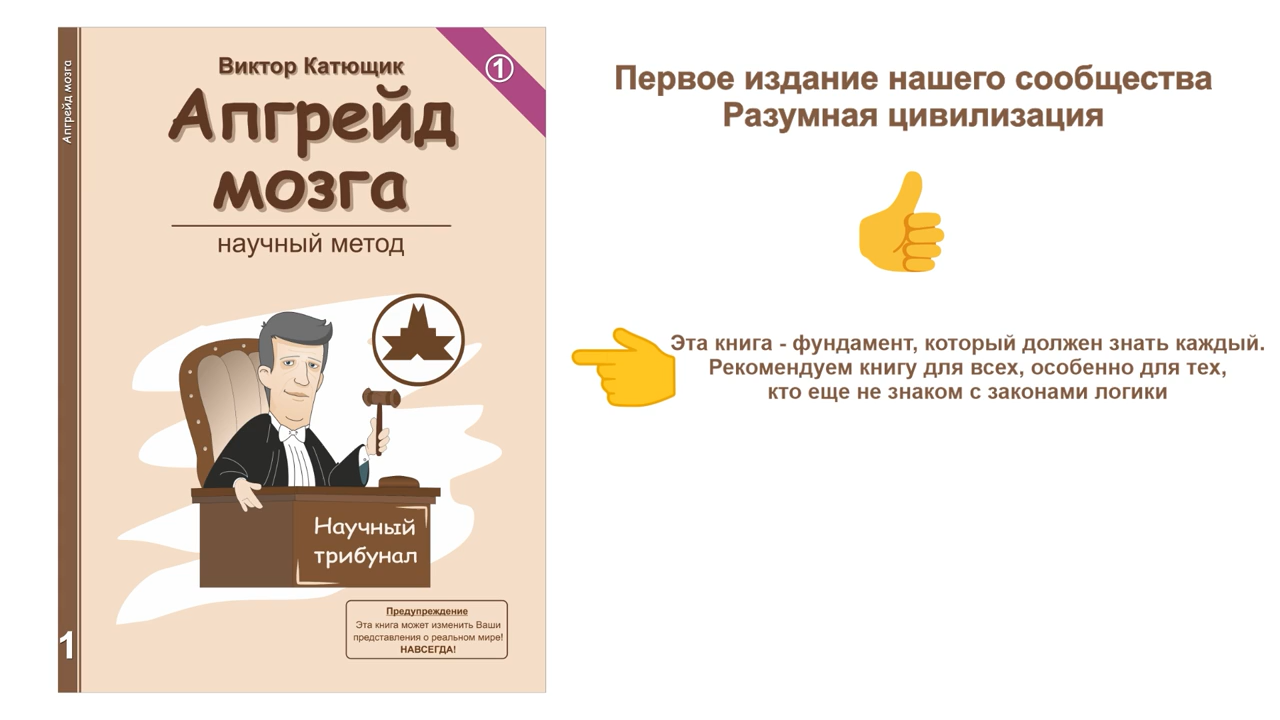 Апгрейд мозга
1
Виктор Катющик
1
Апгрейд
мозга
научный метод
Научный
трибунал
Предупреждение
Эта книга может изменить Ваши
представления о реальном мире!
НАВСЕГДА!
Первое издание нашего сообщества
Разумная цивилизация
Эта книга - фундамент, который должен знать каждый.
Рекомендуем книгу для всех, особенно для тех,
кто еще не знаком с законами логики